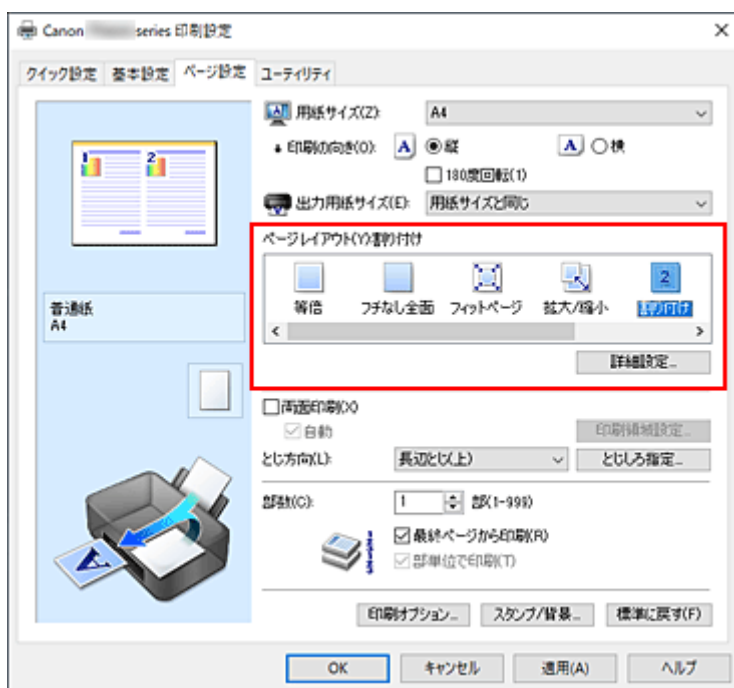 Canon series 印刷設定
クイック設定 基本設定 ページ設定 ユーティリティ
用紙サイズ(Z): A4
印刷の向き(O): A 縦 A 横
180度回転(1)
出力用紙サイズ(E): 用紙サイズと同じ
ページレイアウト(Y):割り付け
1 2
2
等倍 フチなし全面 フィットページ 拡大/縮小 割り付け
普通紙
A4
詳細設定...
両面印刷(X)
自動 印刷領域設定...
とじ方向(L): 長辺とじ(上) とじしろ指定...
部数(C): 1 部(1-999)
最終ページから印刷(R)
部単位で印刷(T)
印刷オプション... スタンプ/背景... 標準に戻す(F)
OK キャンセル 適用(A) ヘルプ